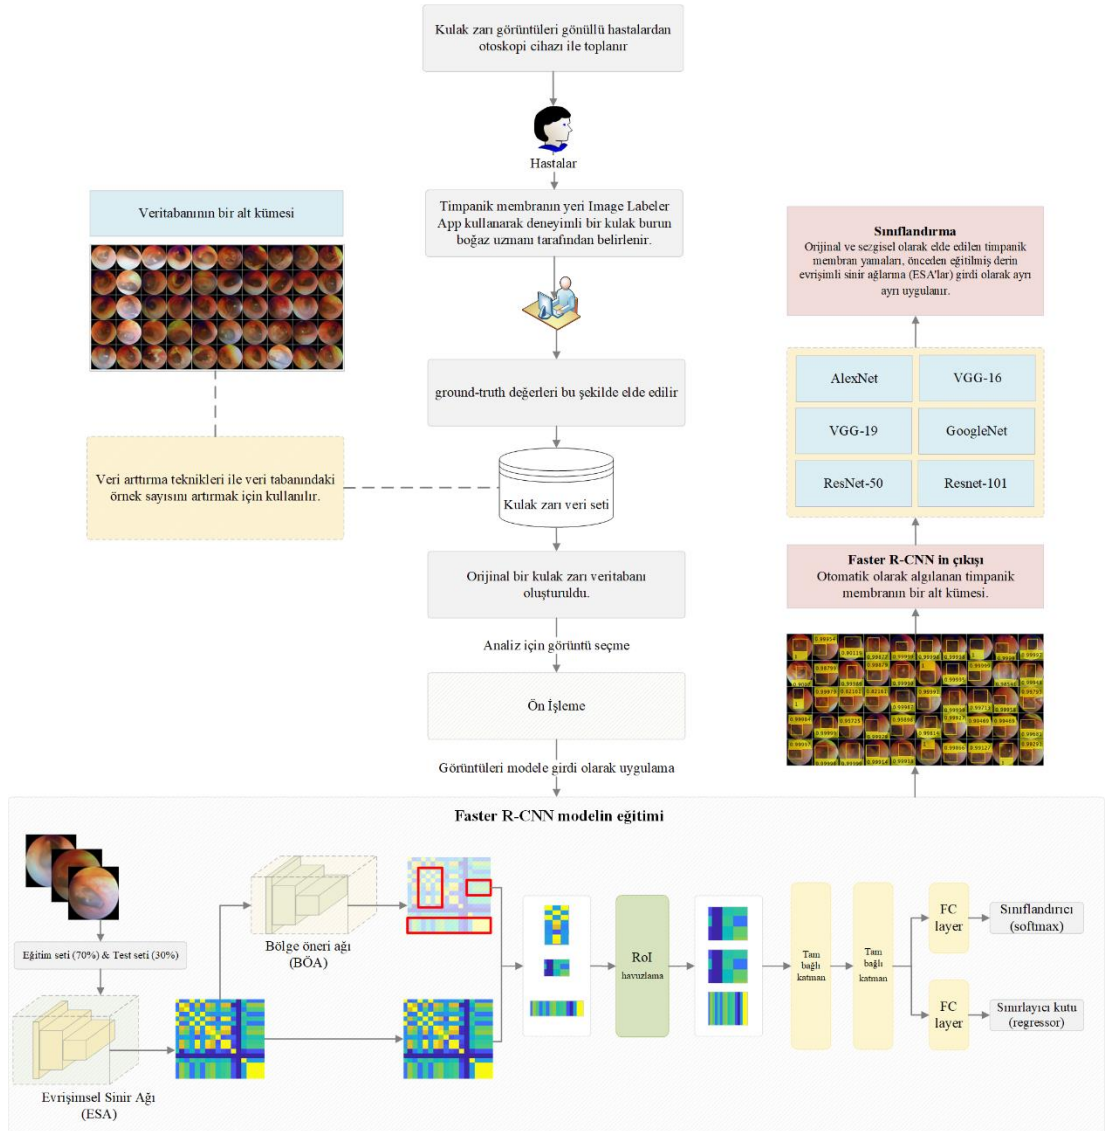 Kulak zarı görüntüleri gönüllü hastalardan
otoskopi cihazı ile toplanır
Hastalar
Timpanik membranın yeri Image Labeler
App kullanarak deneyimli bir kulak burun
boğaz uzmanı tarafından belirlenir.
ground-truth değerleri bu şekilde elde edilir
Kulak zarı veri seti
Veritabanının bir alt kümesi
Veri arttırma teknikleri ile veri tabanındaki
örnek sayısını artırmak için kullanılır.
Orijinal bir kulak zarı veritabanı
oluşturuldu.
Analiz için görüntü seçme
Ön İşleme
Görüntüleri modele girdi olarak uygulama
Faster R-CNN modelin eğitimi
Eğitim seti (70%) & Test seti (30%)
Evrişimsel Sinir Ağı
(ESA)
Bölge öneri ağı
(BÖA)
RoI
havuzlama
Tam
bağlı
katman
Tam
bağlı
katman
FC
layer
Sınıflandırıcı
(softmax)
FC
layer
Sınırlayıcı kutu
(regressor)
Faster R-CNN in çıkışı
Otomatik olarak algılanan timpanik
membranın bir alt kümesi.
AlexNet
VGG-16
VGG-19
GoogleNet
ResNet-50
Resnet-101
Sınıflandırma
Orijinal ve sezgisel olarak elde edilen timpanik
membran yamaları, önceden eğitilmiş derin
evrişimli sinir ağlarına (ESA'lar) girdi olarak ayrı
ayrı uygulanır.